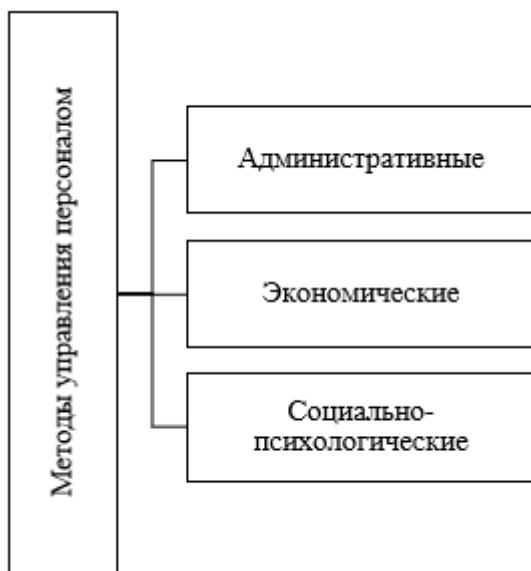 Методы управления персоналом
Административные
Экономические
Социально-
психологические